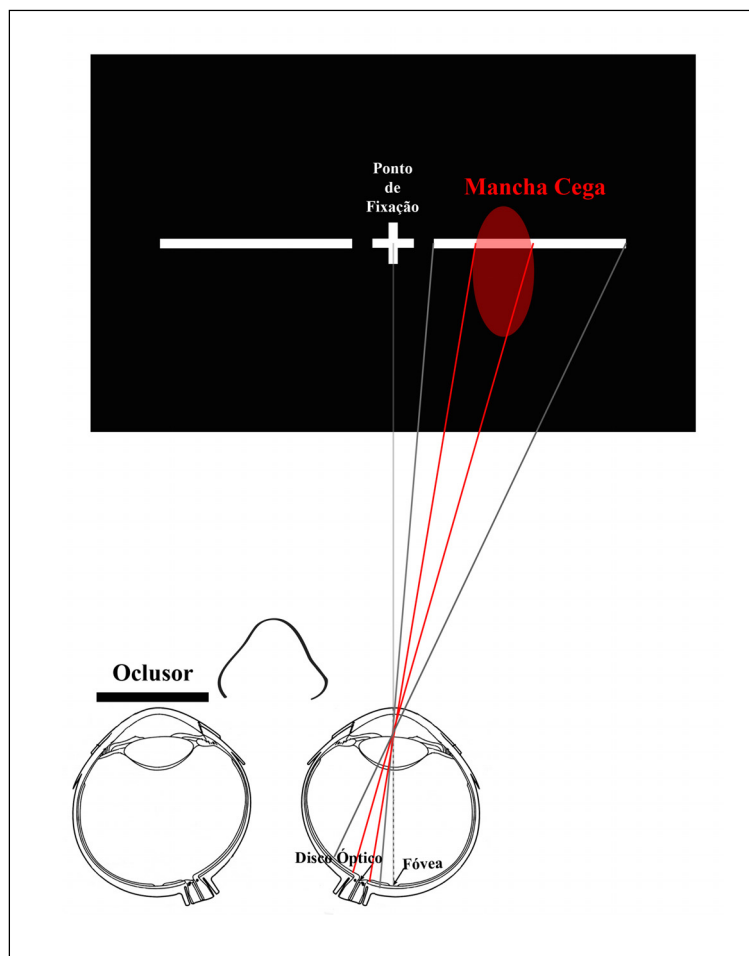 Ponto
de
Fixação
Mancha Cega
Oclusor
Disco Óptico
Fóvea